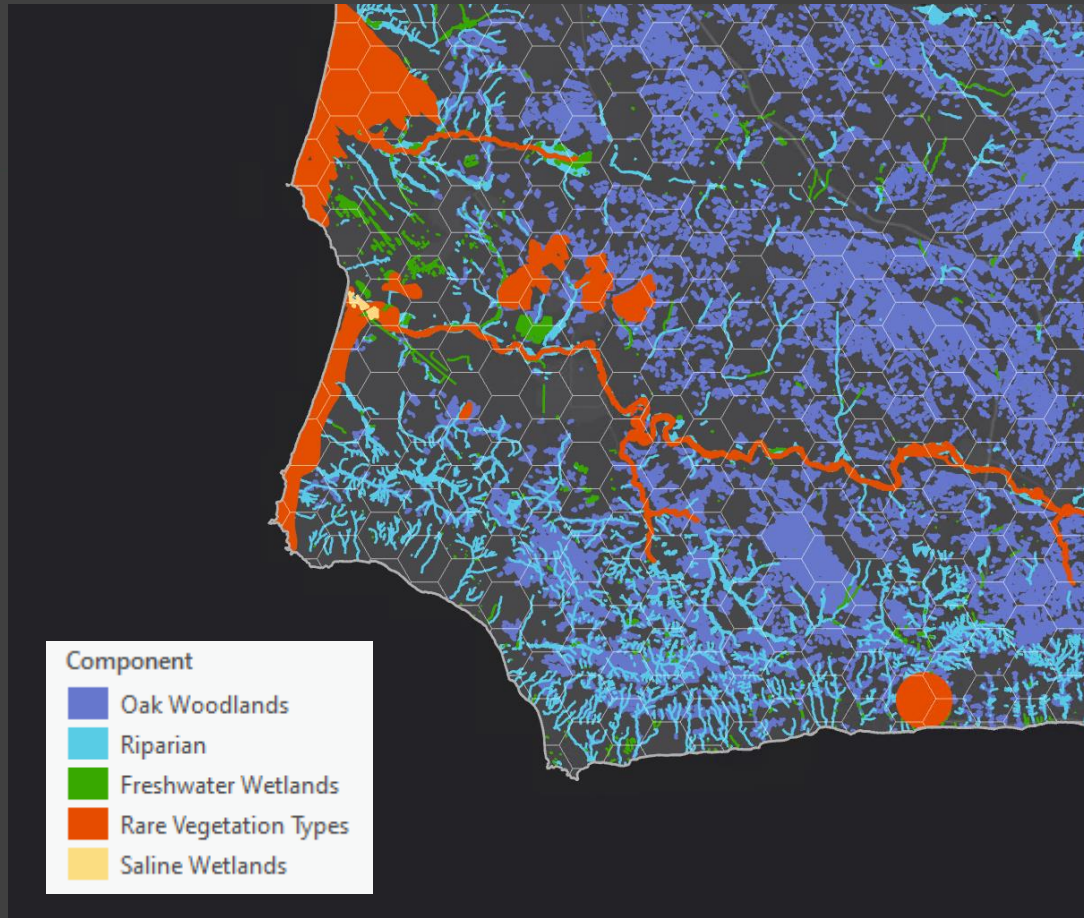 Component
Oak Woodlands
Riparian
Freshwater Wetlands
Rare Vegetation Types
Saline Wetlands